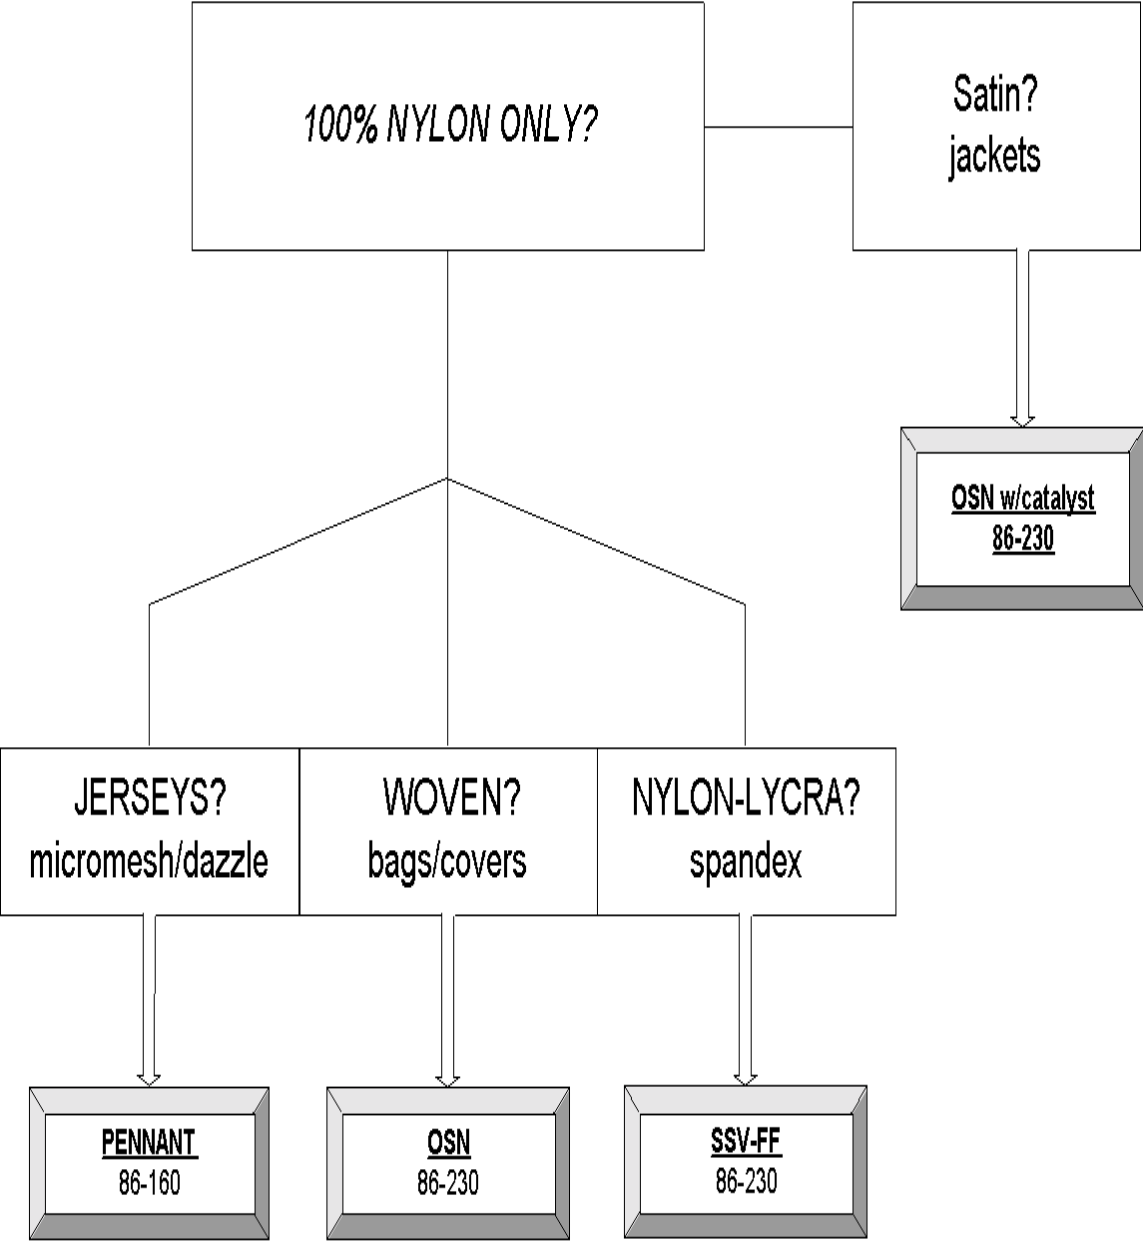 100% NYLON ONLY?
Satin?
jackets
OSN w/catalyst
86-230
JERSEYS?
micromesh/dazzle
WOVEN?
bags/covers
NYLON-LYCRA?
spandex
PENNANT
86-160
OSN
86-230
SSV-FF
86-230